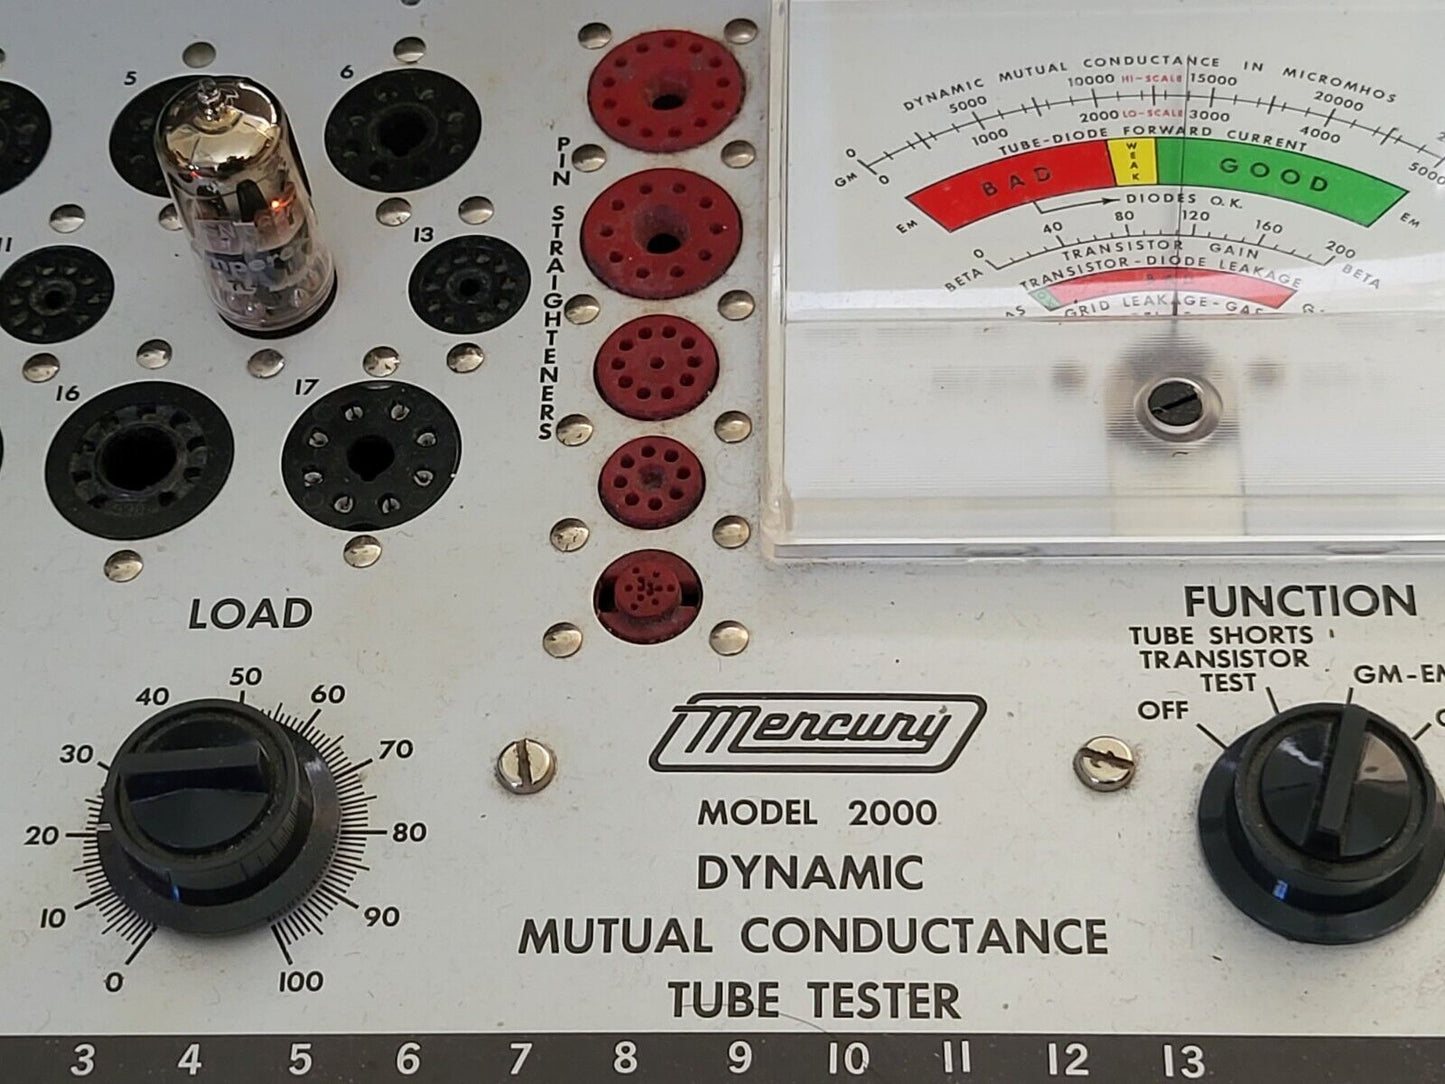 5
6
11
13
16
17
PIN STRAIGHTENERS
DYNAMIC MUTUAL CONDUCTANCE IN MICROMHOS
0 5000 10000 HI-SCALE 15000 20000
GM 0 1000 2000 LO-SCALE 3000 4000 5000
TUBE-DIODE FORWARD CURRENT
EM BAD WEAK GOOD EM
DIODES O.K.
BETA 0 40 80 120 160 200 BETA
TRANSISTOR GAIN
TRANSISTOR-DIODE LEAKAGE
GRID LEAKAGE-GAS
LOAD
0 10 20 30 40 50 60 70 80 90 100
FUNCTION
TUBE SHORTS
TRANSISTOR
TEST
OFF
GM-EM
Mercury
MODEL 2000
DYNAMIC
MUTUAL CONDUCTANCE
TUBE TESTER
3 4 5 6 7 8 9 10 11 12 13